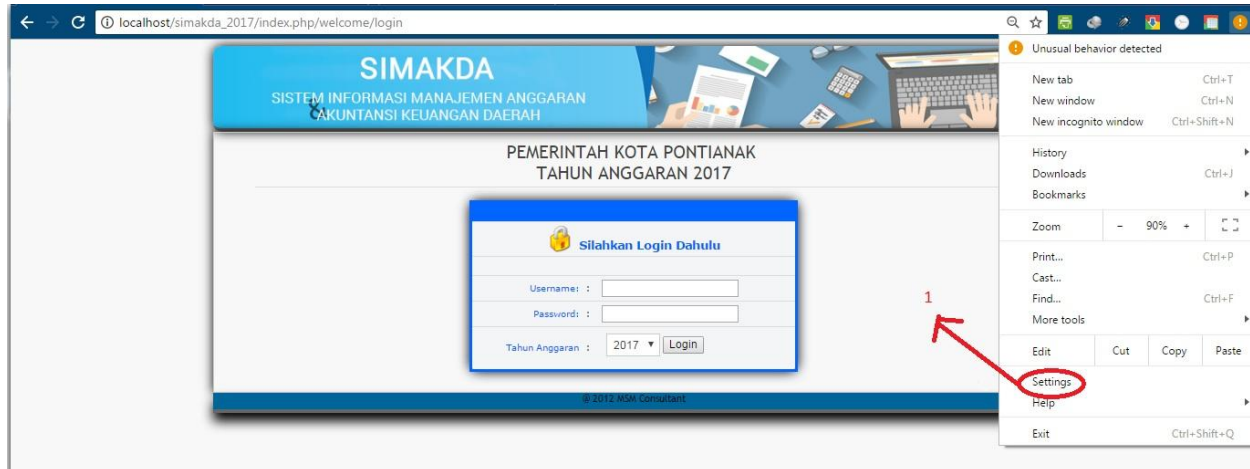 localhost/simakda_2017/index.php/welcome/login
SIMAKDA
SISTEM INFORMASI MANAJEMEN ANGGARAN
& AKUNTANSI KEUANGAN DAERAH
PEMERINTAH KOTA PONTIANAK
TAHUN ANGGARAN 2017
Silahkan Login Dahulu
Username: :
Password: :
Tahun Anggaran : 2017 Login
@ 2012 MSM Consultant
1
Unusual behavior detected
New tab Ctrl+T
New window Ctrl+N
New incognito window Ctrl+Shift+N
History
Downloads Ctrl+J
Bookmarks
Zoom - 90% +
Print... Ctrl+P
Cast...
Find... Ctrl+F
More tools
Edit Cut Copy Paste
Settings
Help
Exit Ctrl+Shift+Q